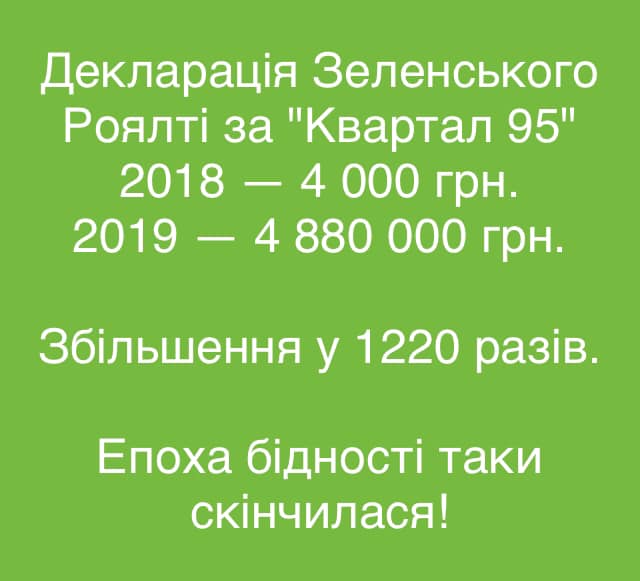 Декларація Зеленського
Роялті за "Квартал 95"
2018 — 4 000 грн.
2019 — 4 880 000 грн.
Збільшення у 1220 разів.
Епоха бідності таки
скінчилася!